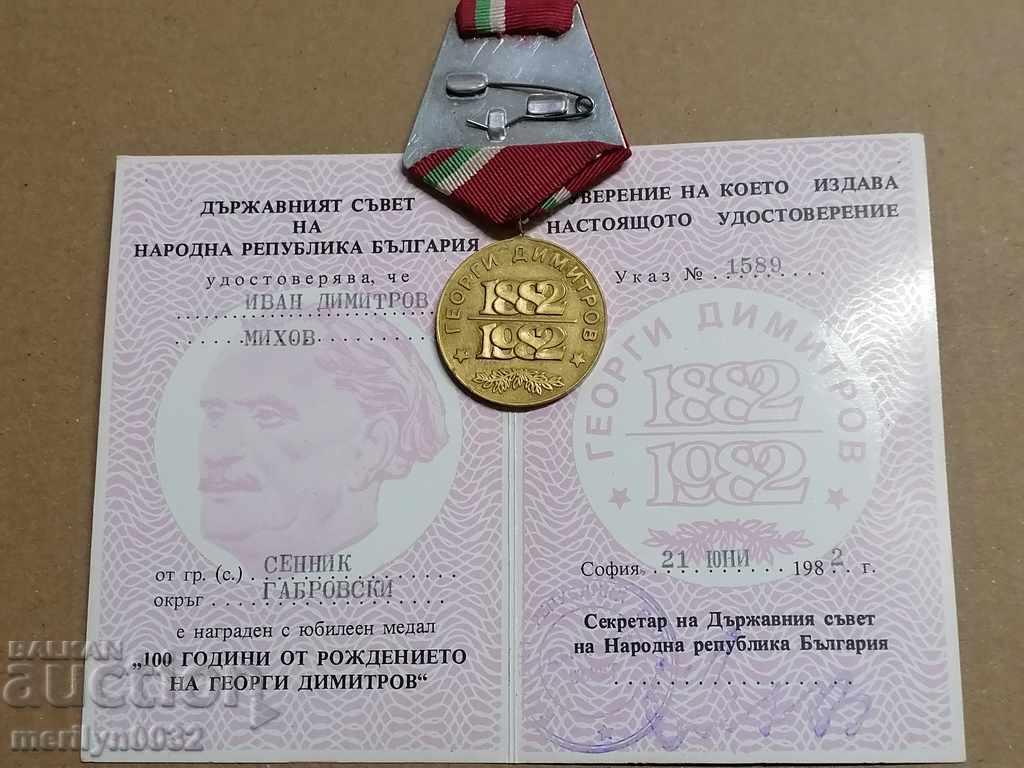 ДЪРЖАВНИЯТ СЪВЕТ
НА
НАРОДНА РЕПУБЛИКА БЪЛГАРИЯ
удостоверява, че
ИВАН ДИМИТРОВ
МИХОВ
от гр. (с.) СЕННИК
окръг ГАБРОВСКИ
е награден с юбилеен медал
„100 ГОДИНИ ОТ РОЖДЕНИЕТО
НА ГЕОРГИ ДИМИТРОВ“
ГЕОРГИ ДИМИТРОВ
1882
1982
УВЕРЕНИЕ НА КОЕТО ИЗДАВА
НАСТОЯЩОТО УДОСТОВЕРЕНИЕ
Указ № 1589
ГЕОРГИ ДИМИТРОВ
1882
1982
София 21 ЮНИ 1982 г.
Секретар на Държавния съвет
на Народна република България
BALKAN
auction
merilyn0032